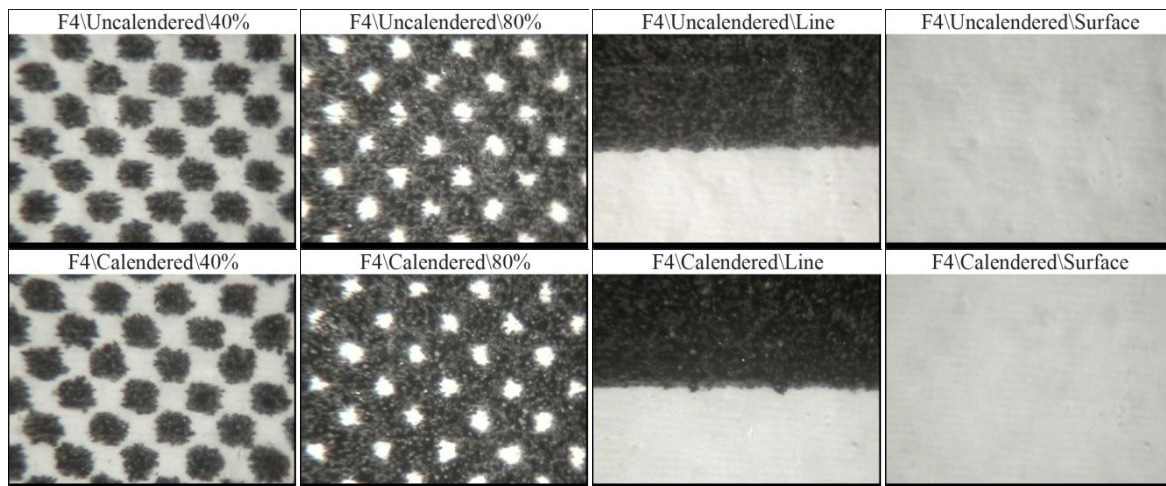 F4\Uncalendered\40%
F4\Uncalendered\80%
F4\Uncalendered\Line
F4\Uncalendered\Surface
F4\Calendered\40%
F4\Calendered\80%
F4\Calendered\Line
F4\Calendered\Surface